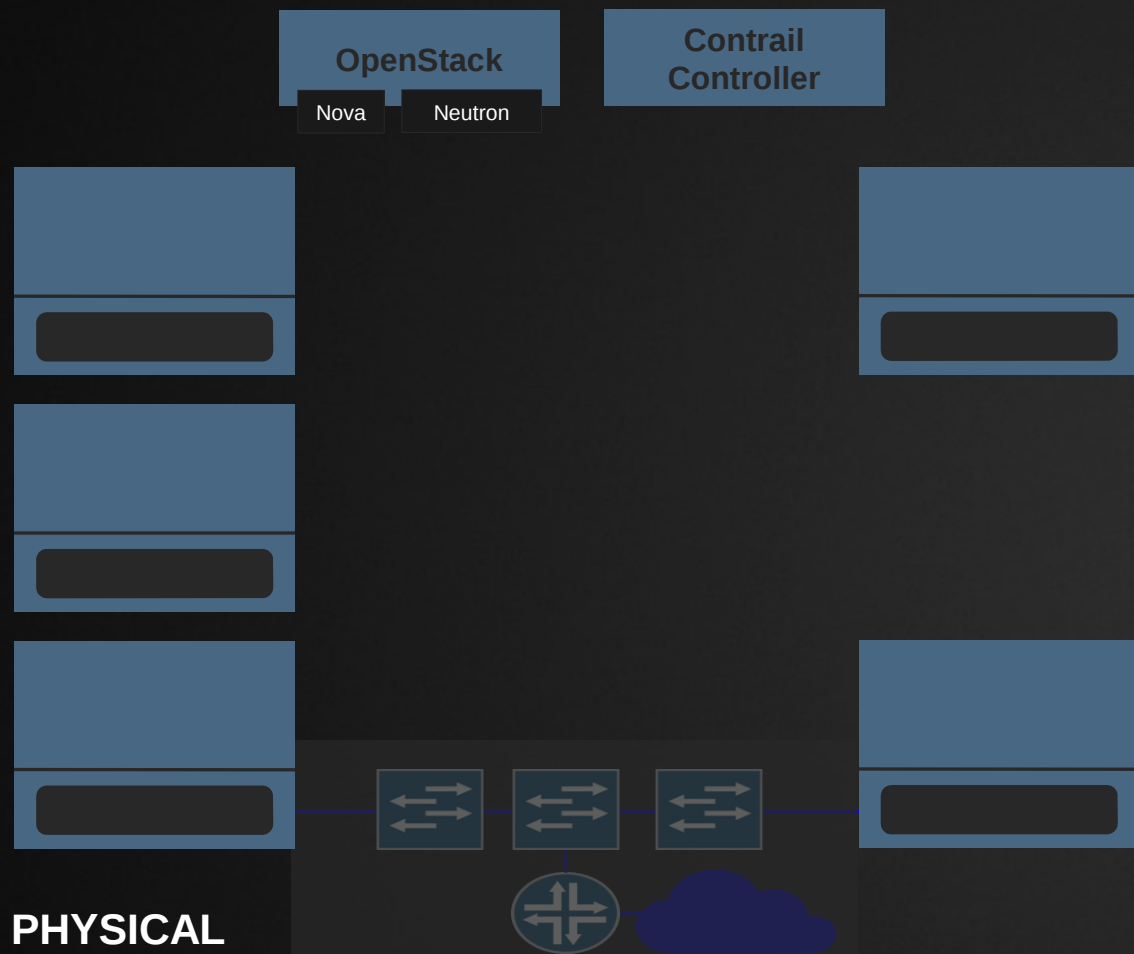 OpenStack
Contrail
Controller
Nova
Neutron
PHYSICAL